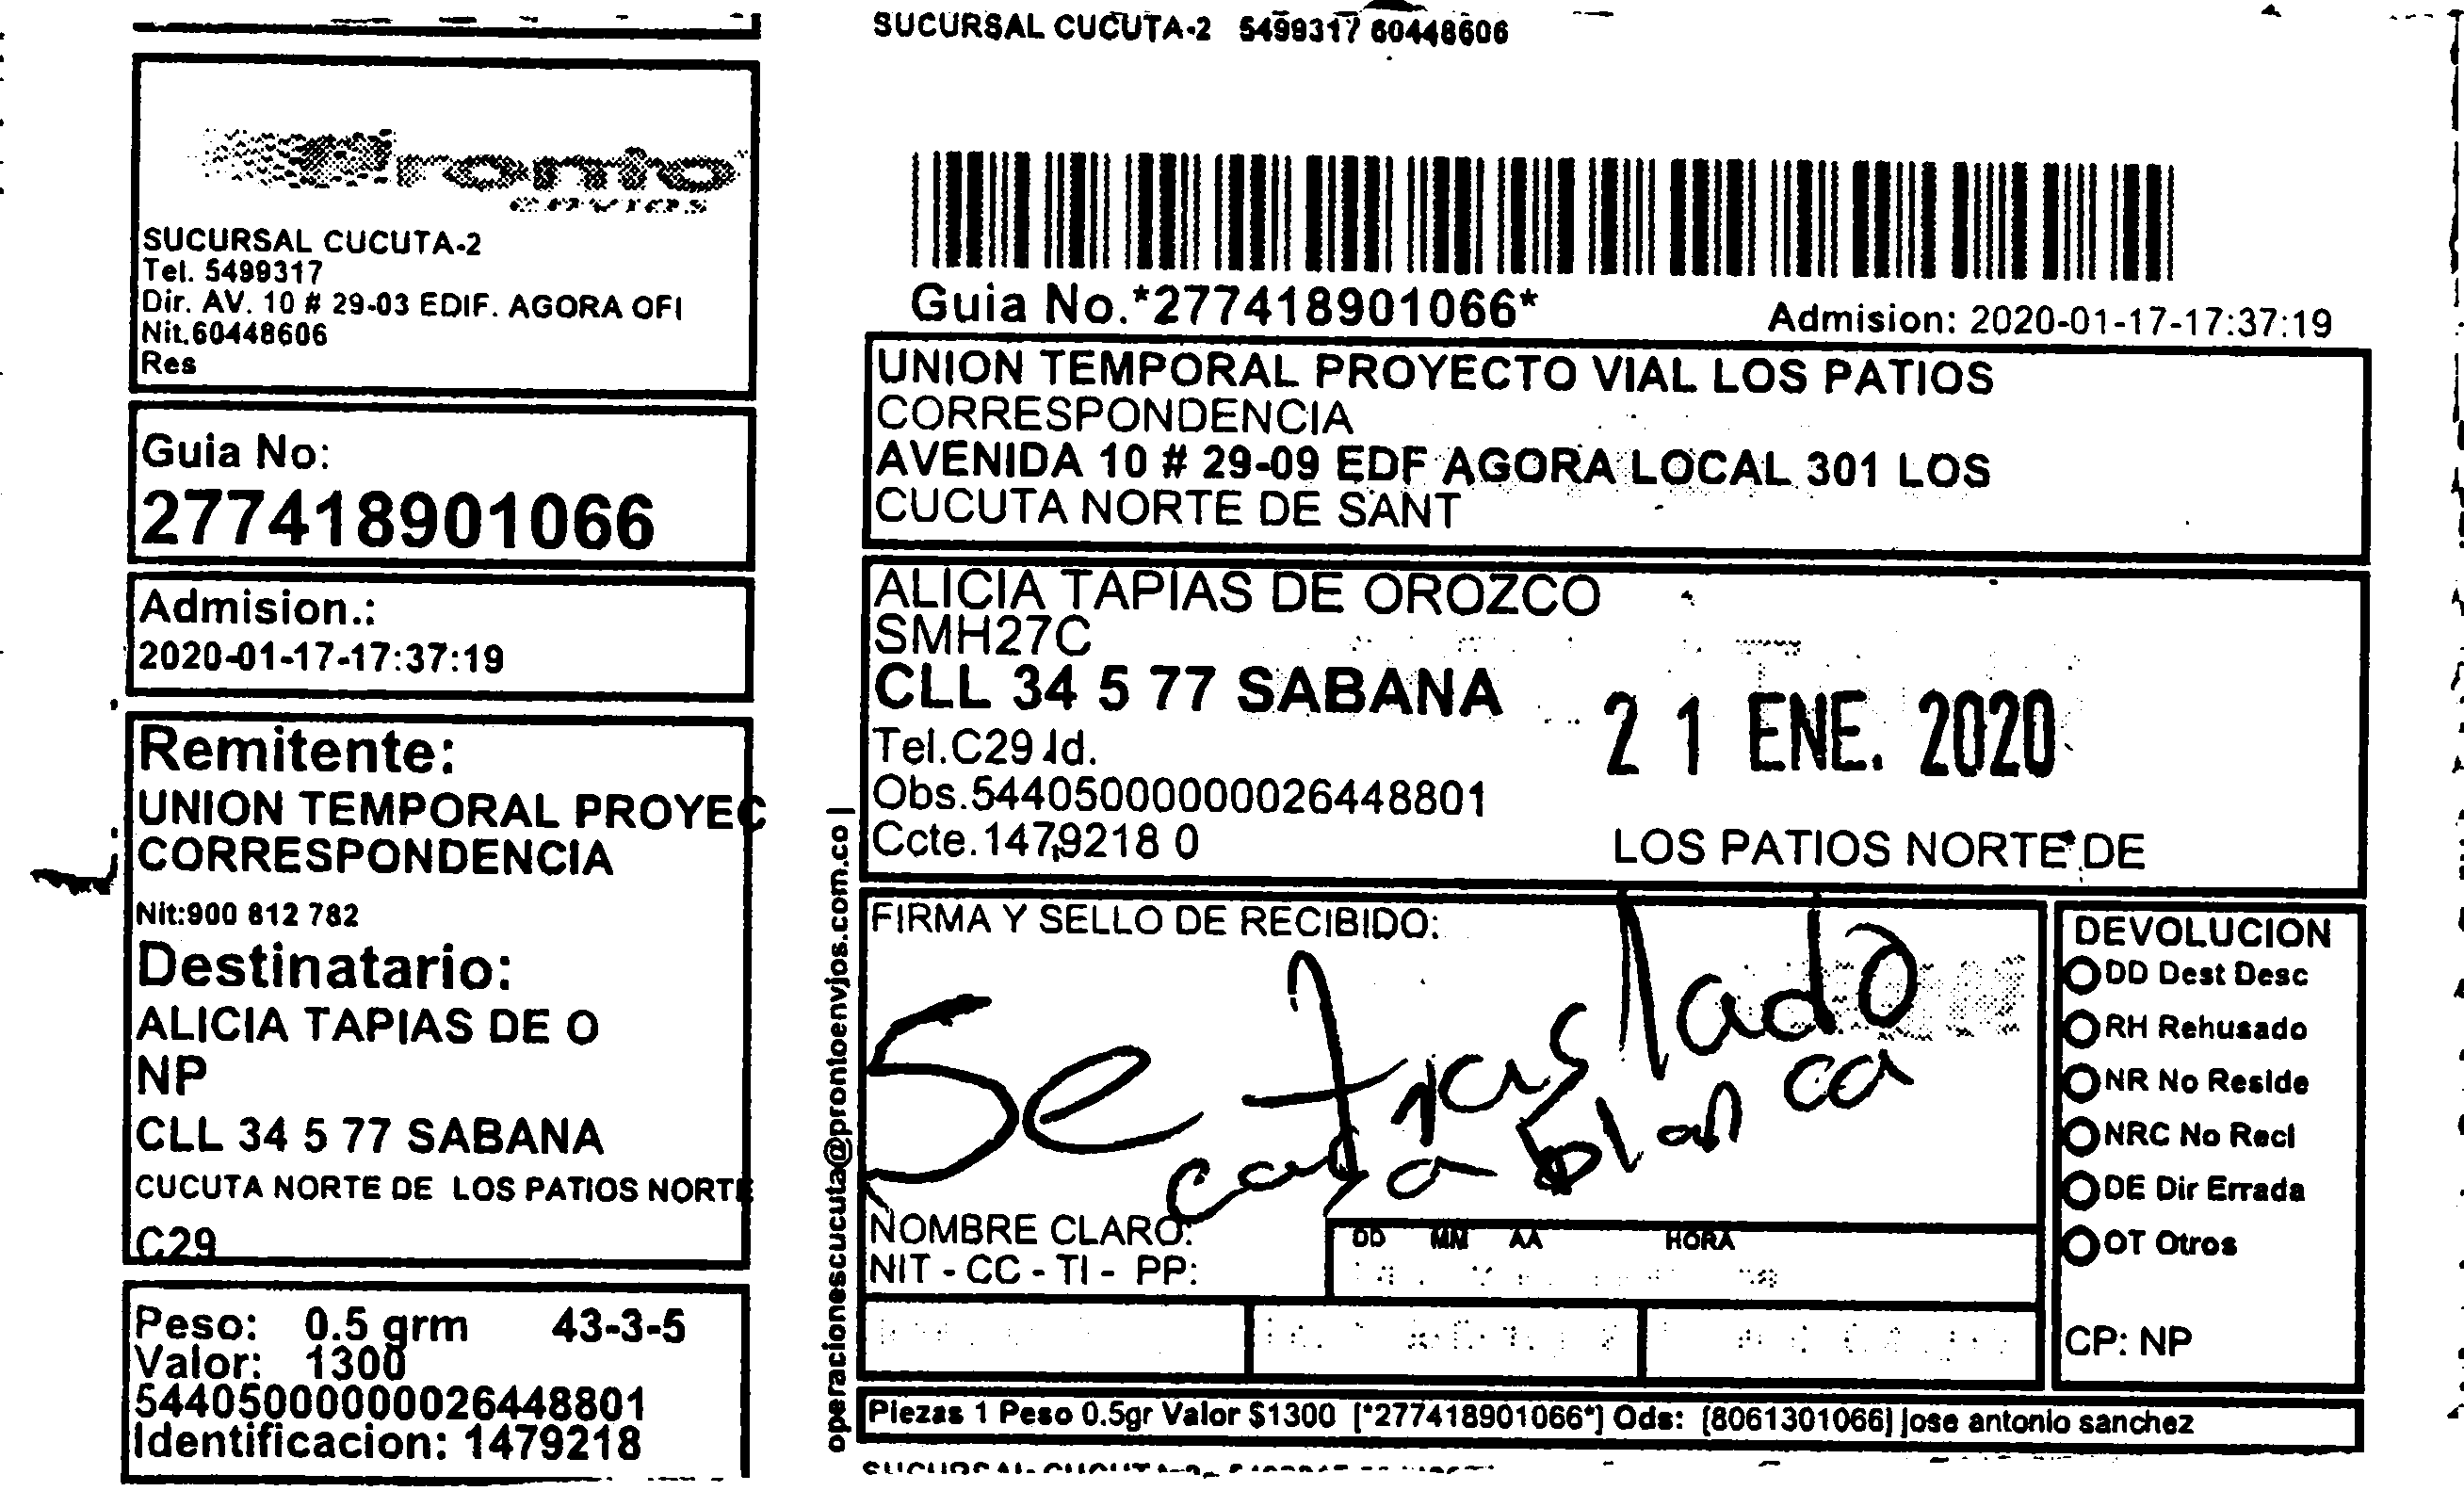 SUCURSAL CUCUTA-2 5499317 60448606
Pronto
envios
SUCURSAL CUCUTA-2
Tel. 5499317
Dir. AV. 10 # 29-03 EDIF. AGORA OFI
Nit.60448606
Res
Guia No:
277418901066
Admision.:
2020-01-17-17:37:19
Remitente:
UNION TEMPORAL PROYEC
CORRESPONDENCIA
Nit:900 812 782
Destinatario:
ALICIA TAPIAS DE O
NP
CLL 34 5 77 SABANA
CUCUTA NORTE DE LOS PATIOS NORTE
C29
Peso: 0.5 grm 43-3-5
Valor: 1300
544050000000026448801
Identificacion: 1479218
Guia No.*277418901066*
Admision: 2020-01-17-17:37:19
UNION TEMPORAL PROYECTO VIAL LOS PATIOS
CORRESPONDENCIA
AVENIDA 10 # 29-09 EDF AGORA LOCAL 301 LOS
CUCUTA NORTE DE SANT
ALICIA TAPIAS DE OROZCO
SMH27C
CLL 34 5 77 SABANA
Tel.C29 Id.
21 ENE. 2020
Obs.544050000000026448801
Ccte.1479218 0
LOS PATIOS NORTE DE
operacionescucuta@prontoenvios.com.co |
FIRMA Y SELLO DE RECIBIDO:
Se traslado
casa blanca
NOMBRE CLARO:
NIT - CC - TI - PP:
DD MM AA HORA
DEVOLUCION
DD Dest Desc
RH Rehusado
NR No Reside
NRC No Recl
DE Dir Errada
OT Otros
CP: NP
Piezas 1 Peso 0.5gr Valor $1300 [*277418901066*] Ods: [8061301066] jose antonio sanchez